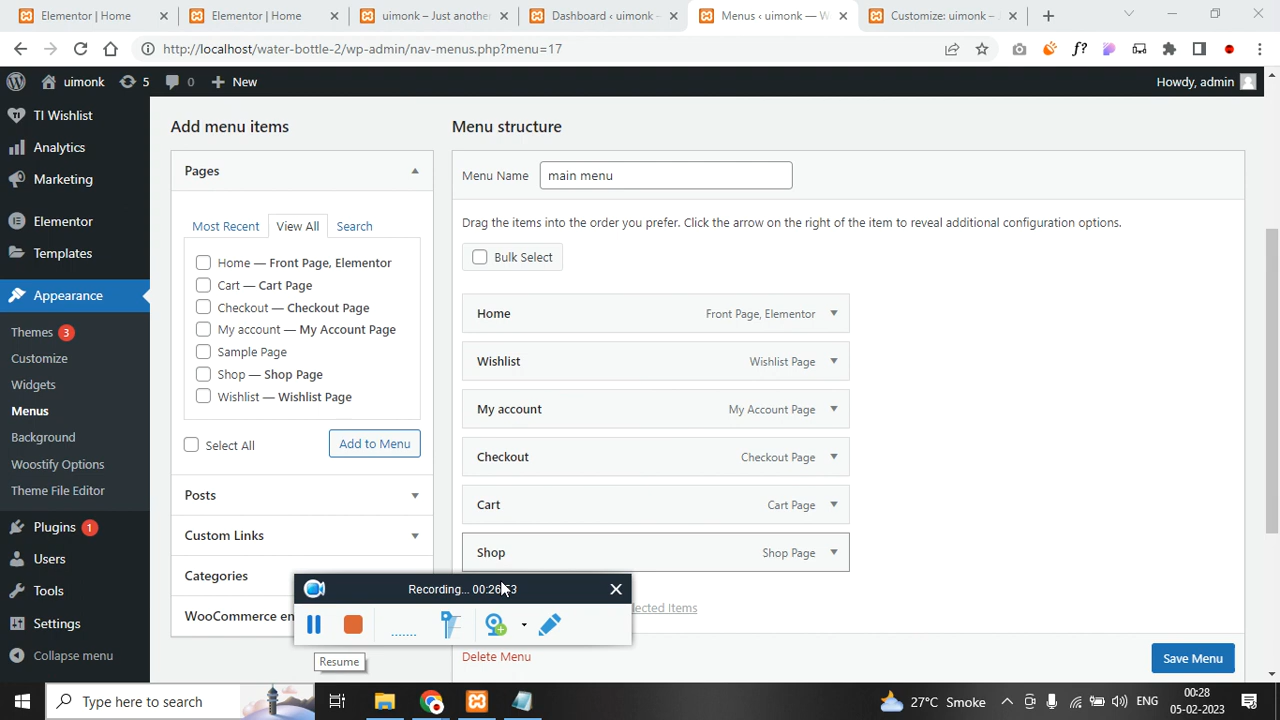 Elementor | Home
Elementor | Home
uimonk – Just another
Dashboard ‹ uimonk
Menus ‹ uimonk — W
Customize: uimonk –
http://localhost/water-bottle-2/wp-admin/nav-menus.php?menu=17
f?
uimonk
5
0
New
Howdy, admin
TI Wishlist
Analytics
Marketing
Elementor
Templates
Appearance
Themes 3
Customize
Widgets
Menus
Background
Woostify Options
Theme File Editor
Plugins 1
Users
Tools
Settings
Collapse menu
Add menu items
Pages
Most Recent
View All
Search
Home — Front Page, Elementor
Cart — Cart Page
Checkout — Checkout Page
My account — My Account Page
Sample Page
Shop — Shop Page
Wishlist — Wishlist Page
Select All
Add to Menu
Posts
Custom Links
Categories
WooCommerce en
Menu structure
Menu Name
main menu
Drag the items into the order you prefer. Click the arrow on the right of the item to reveal additional configuration options.
Bulk Select
Home
Front Page, Elementor
Wishlist
Wishlist Page
My account
My Account Page
Checkout
Checkout Page
Cart
Cart Page
Shop
Shop Page
Items
Delete Menu
Save Menu
Recording...
Resume
Type here to search
27°C Smoke
ENG
00:28
05-02-2023